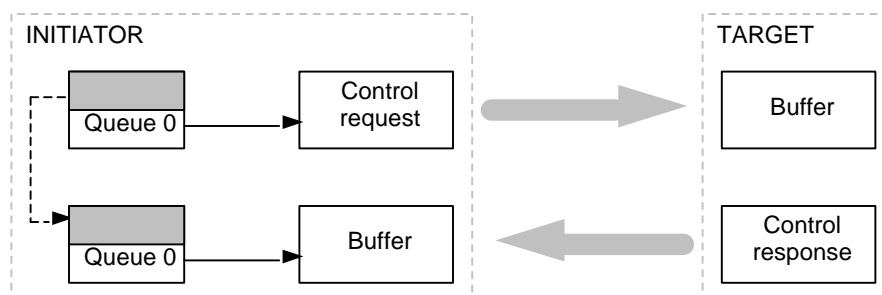 INITIATOR
TARGET
Queue 0
Control
request
Buffer
Queue 0
Buffer
Control
response